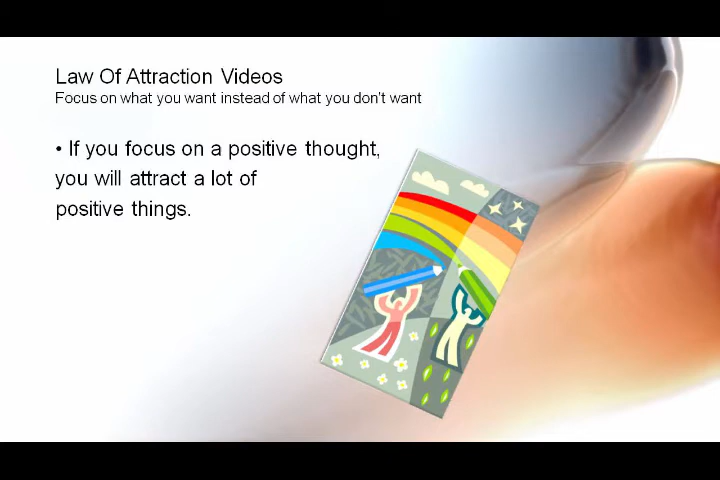 Law Of Attraction Videos
Focus on what you want instead of what you don't want
• If you focus on a positive thought,
you will attract a lot of
positive things.